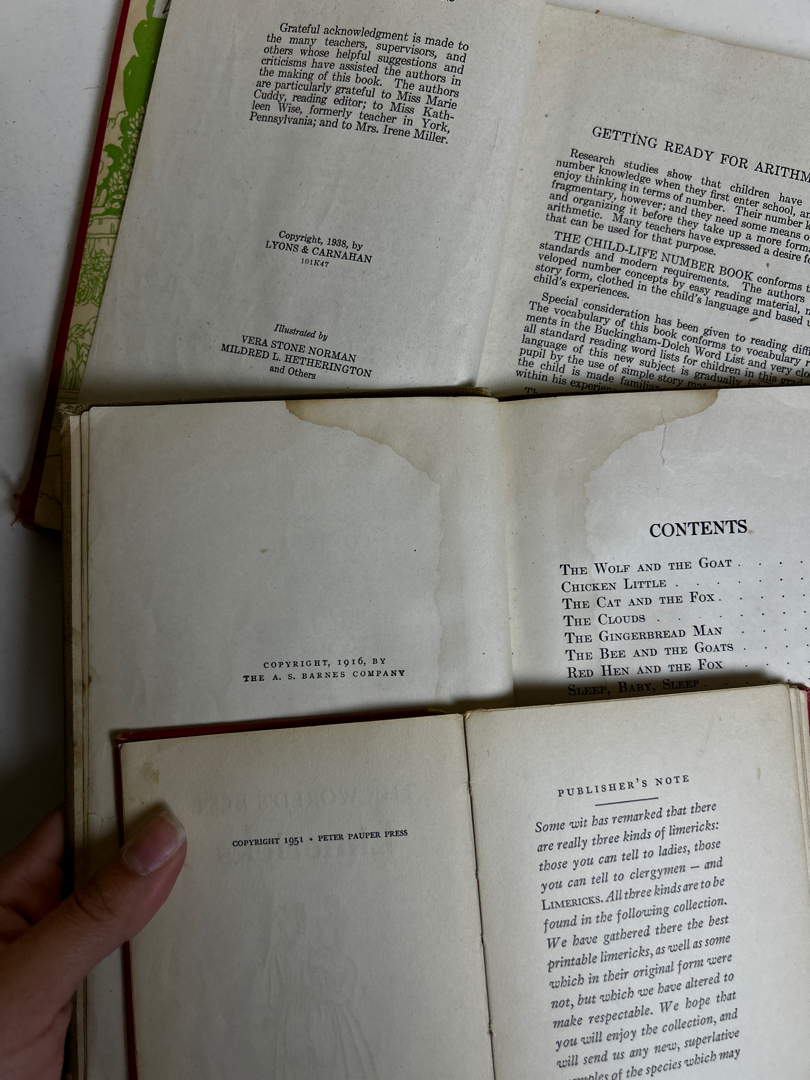 Grateful acknowledgment is made to
the many teachers, supervisors, and
others whose helpful suggestions and
criticisms have assisted the authors in
the making of this book. The authors
are particularly grateful to Miss Marie
Cuddy, reading editor; to Miss Kath-
leen Wise, formerly teacher in York,
Pennsylvania; and to Mrs. Irene Miller.
Copyright, 1938, by
LYONS & CARNAHAN
101K47
Illustrated by
VERA STONE NORMAN
MILDRED L. HETHERINGTON
and Others
GETTING READY FOR ARITHM
Research studies show that children have
number knowledge when they first enter school, an
enjoy thinking in terms of number. Their number k
fragmentary, however; and they need some means o
and organizing it before they take up a more form
arithmetic. Many teachers have expressed a desire fo
that can be used for that purpose.
THE CHILD-LIFE NUMBER BOOK conforms t
standards and modern requirements. The authors
veloped number concepts by easy reading material, n
story form, clothed in the child's language and based u
child's experiences.
Special consideration has been given to reading diff
The vocabulary of this book conforms to vocabulary r
ments in the Buckingham-Dolch Word List and very clo
all standard reading word lists for children in this gra
language of this new subject is gradually
pupil by the use of simple story
the child is made familiar
within his experien
CONTENTS
THE WOLF AND THE GOAT . . .
CHICKEN LITTLE . . . . .
THE CAT AND THE FOX . . . .
THE CLOUDS . . . . .
THE GINGERBREAD MAN . . .
THE BEE AND THE GOATS . . .
RED HEN AND THE FOX . .
SLEEP, BABY, SLEEP . . .
COPYRIGHT, 1916, BY
THE A. S. BARNES COMPANY
COPYRIGHT 1951 • PETER PAUPER PRESS
PUBLISHER'S NOTE
Some wit has remarked that there
are really three kinds of limericks:
those you can tell to ladies, those
you can tell to clergymen — and
LIMERICKS. All three kinds are to be
found in the following collection.
We have gathered there the best
printable limericks, as well as some
which in their original form were
not, but which we have altered to
make respectable. We hope that
you will enjoy the collection, and
will send us any new, superlative
of the species which may